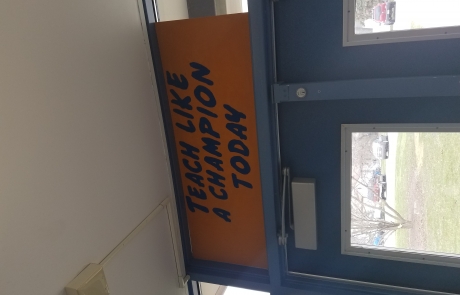 TEACH LIKE
A CHAMPION
TODAY